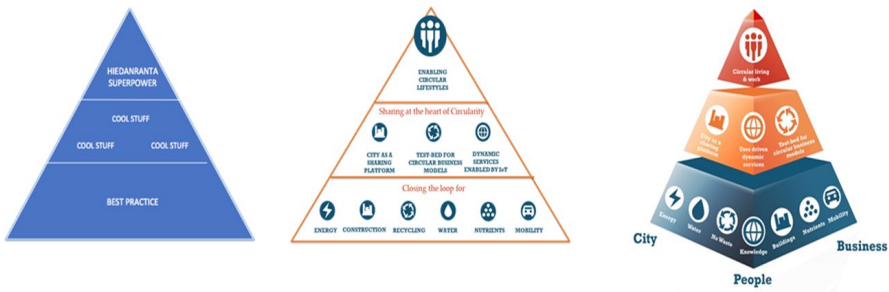 HIEDANRANTA
SUPERPOWER
COOL STUFF
COOL STUFF COOL STUFF
BEST PRACTICE
ENABLING
CIRCULAR
LIFESTYLES
Sharing at the heart of Circularity
CITY AS A
SHARING
PLATFORM
TEST-BED FOR
CIRCULAR BUSINESS
MODELS
DYNAMIC
SERVICES
ENABLED BY IoT
Closing the loop for
ENERGY CONSTRUCTION RECYCLING WATER NUTRIENTS MOBILITY
Circular living
& work
City as a
sharing
platform
User driven
dynamic
services
Test-bed for
circular business
models
Energy
Water
No Waste
Knowledge
Buildings
Nutrients
Mobility
City
People
Business